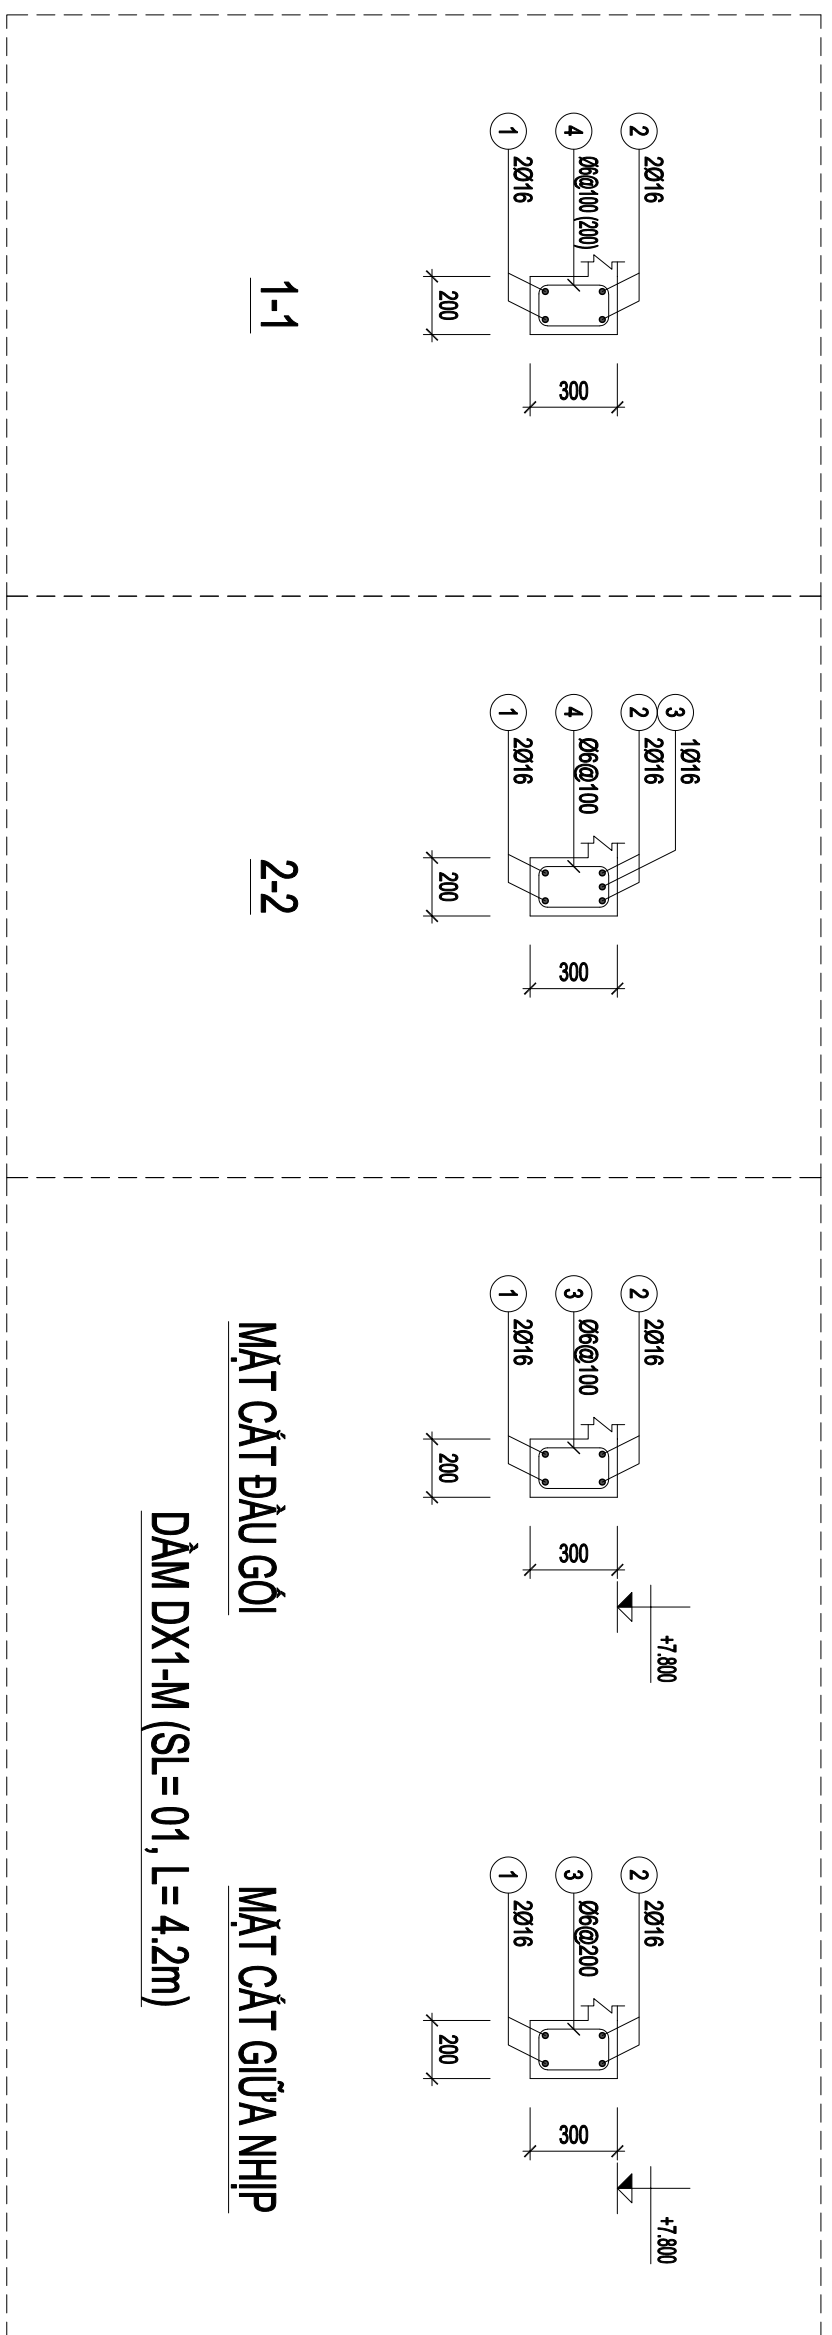 2 2Ø16
4 Ø6@100 (200)
1 2Ø16
300
200
1-1
3 1Ø16
2 2Ø16
4 Ø6@100
1 2Ø16
300
200
2-2
+7.800
2 2Ø16
3 Ø6@100
1 2Ø16
300
200
MẶT CẮT ĐẦU GỐI
+7.800
2 2Ø16
3 Ø6@200
1 2Ø16
300
200
MẶT CẮT GIỮA NHỊP
DẦM DX1-M (SL= 01, L= 4.2m)